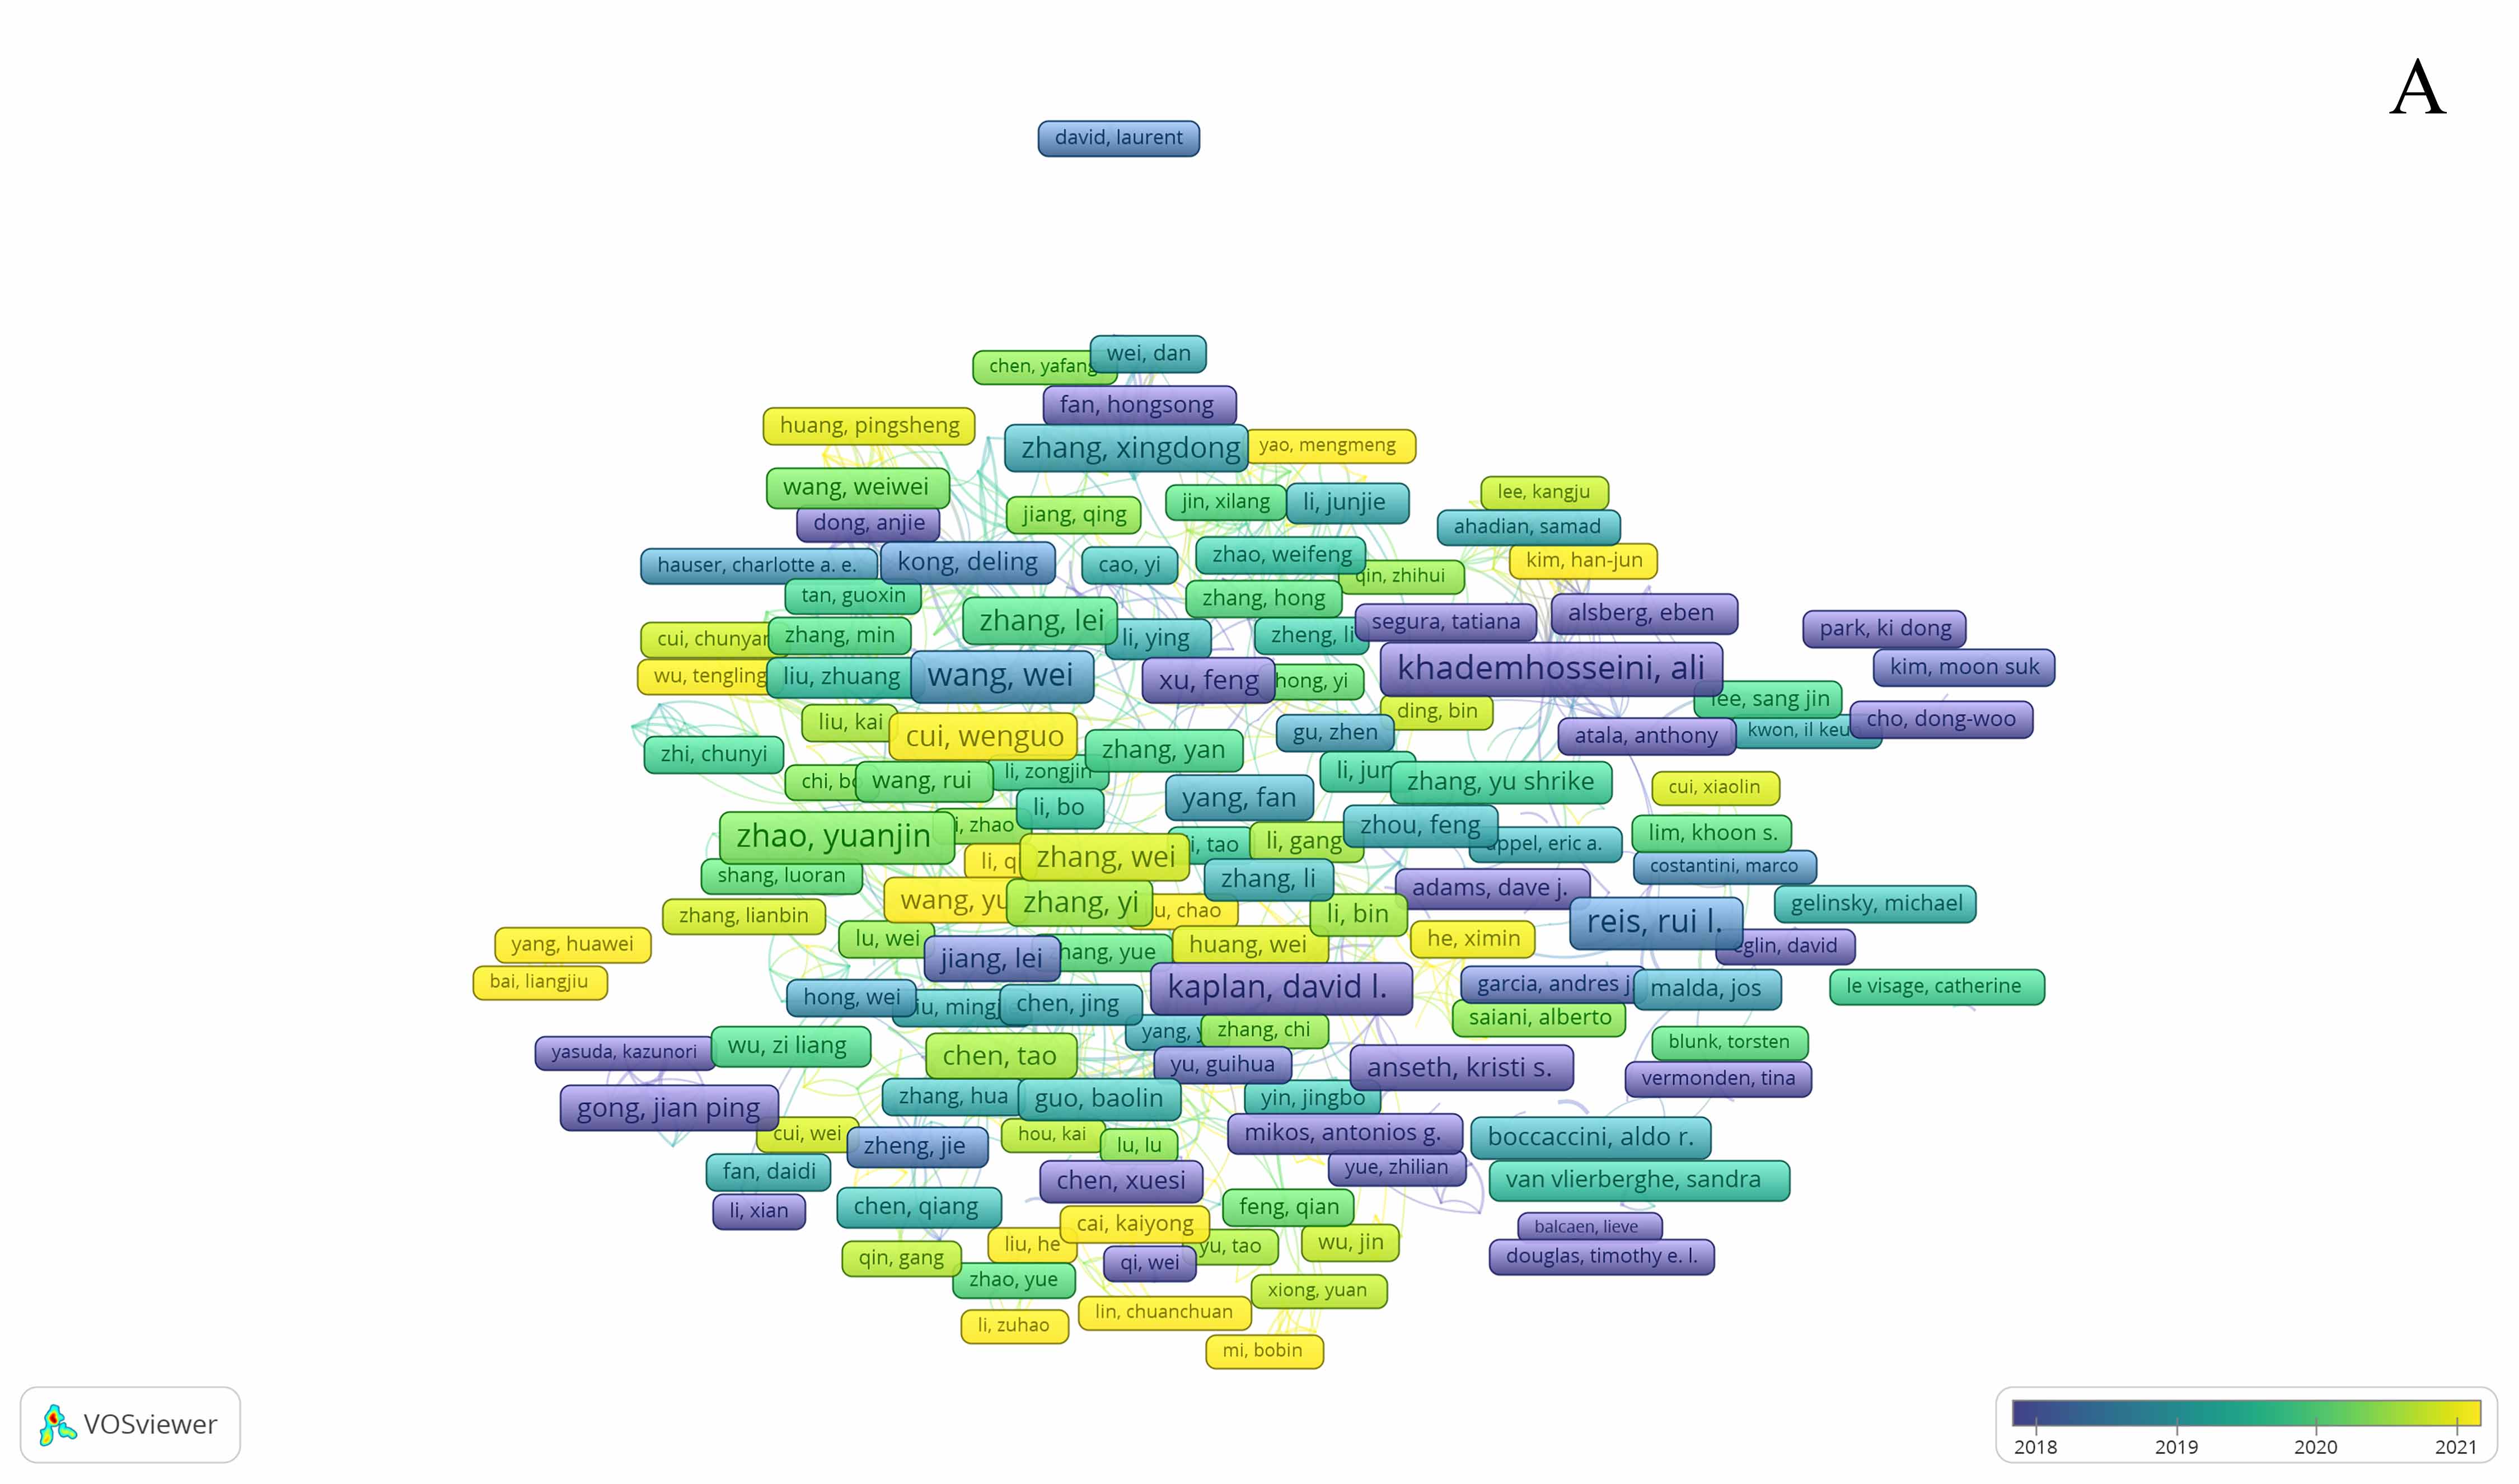 A
david, laurent
wei, dan
chen, yafang
fan, hongsong
huang, pingsheng
zhang, xingdong
yao, mengmeng
wang, weiwei
lee, kangju
jin, xilang
li, junjie
jiang, qing
dong, anjie
ahadian, samad
zhao, weifeng
kim, han-jun
hauser, charlotte a. e.
kong, deling
cao, yi
qin, zhihui
tan, guoxin
zhang, hong
alsberg, eben
zhang, lei
segura, tatiana
park, ki dong
cui, chunyan
zhang, min
li, ying
zheng, li
khademhosseini, ali
kim, moon suk
wu, tengling
liu, zhuang
wang, wei
xu, feng
hong, yi
lee, sang jin
liu, kai
ding, bin
cho, dong-woo
cui, wenguo
gu, zhen
atala, anthony
kwon, il keu
zhi, chunyi
zhang, yan
li, zongjin
li, jun
chi, bo
wang, rui
zhang, yu shrike
cui, xiaolin
yang, fan
li, bo
zhao, yuanjin
i, zhao
zhou, feng
lim, khoon s.
i, tao
li, gang
appel, eric a.
li, q
zhang, wei
costantini, marco
shang, luoran
zhang, li
adams, dave j.
wang, yu
zhang, yi
u, chao
gelinsky, michael
zhang, lianbin
li, bin
reis, rui l.
lu, wei
yang, huawei
huang, wei
he, ximin
eglin, david
jiang, lei
hang, yue
bai, liangjiu
kaplan, david l.
garcia, andres j.
malda, jos
le visage, catherine
hong, wei
iu, mingj
chen, jing
saiani, alberto
yang, y
zhang, chi
blunk, torsten
yasuda, kazunori
wu, zi liang
chen, tao
yu, guihua
anseth, kristi s.
vermonden, tina
zhang, hua
guo, baolin
yin, jingbo
gong, jian ping
cui, wei
hou, kai
mikos, antonios g.
boccaccini, aldo r.
zheng, jie
lu, lu
fan, daidi
yue, zhilian
chen, xuesi
van vlierberghe, sandra
li, xian
chen, qiang
feng, qian
cai, kaiyong
balcaen, lieve
liu, he
yu, tao
wu, jin
qin, gang
qi, wei
douglas, timothy e. l.
zhao, yue
xiong, yuan
lin, chuanchuan
li, zuhao
mi, bobin
VOSviewer
2018 2019 2020 2021